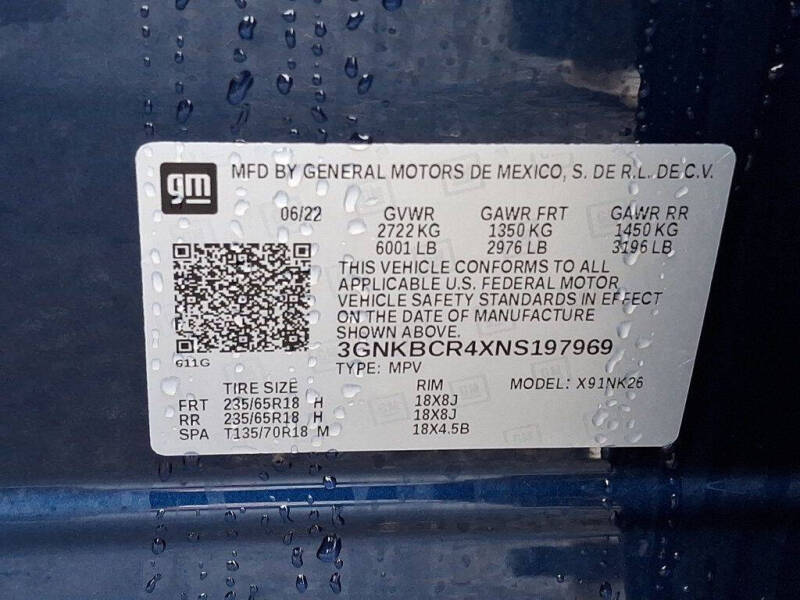 gm
MFD BY GENERAL MOTORS DE MEXICO, S. DE R.L. DE C.V.
06/22 GVWR GAWR FRT GAWR RR
2722 KG 1350 KG 1450 KG
6001 LB 2976 LB 3196 LB
THIS VEHICLE CONFORMS TO ALL
APPLICABLE U.S. FEDERAL MOTOR
VEHICLE SAFETY STANDARDS IN EFFECT
ON THE DATE OF MANUFACTURE
SHOWN ABOVE.
3GNKBCR4XNS197969
G11G
TYPE: MPV MODEL: X91NK26
TIRE SIZE RIM
FRT 235/65R18 H 18X8J
RR 235/65R18 H 18X8J
SPA T135/70R18 M 18X4.5B